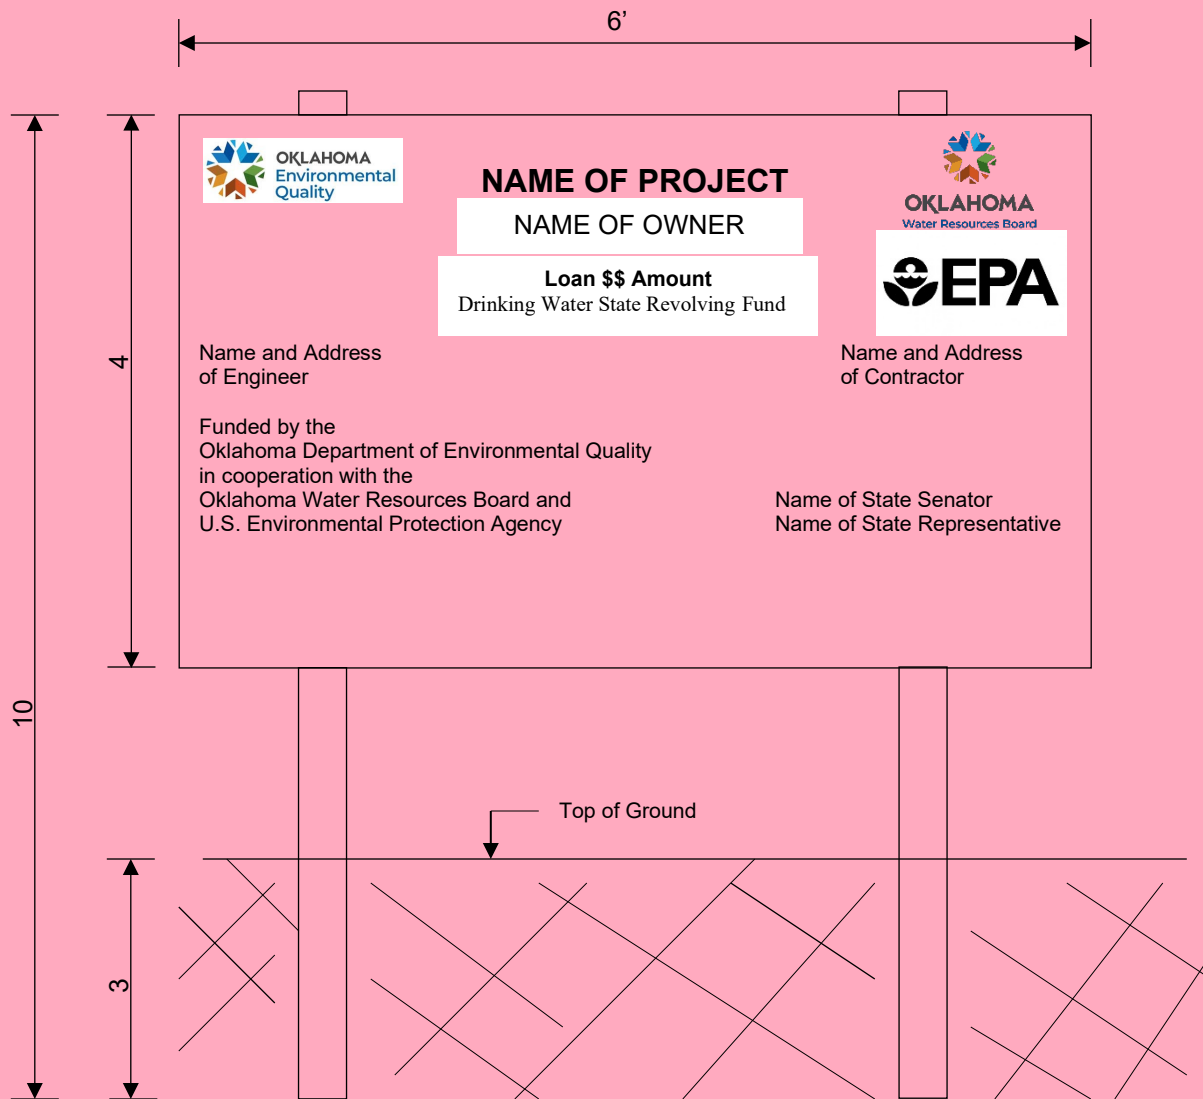 6’
OKLAHOMA
Environmental
Quality
NAME OF PROJECT
OKLAHOMA
Water Resources Board
NAME OF OWNER
EPA
Loan $$ Amount
Drinking Water State Revolving Fund
Name and Address
of Engineer
Name and Address
of Contractor
4
Funded by the
Oklahoma Department of Environmental Quality
in cooperation with the
Oklahoma Water Resources Board and
U.S. Environmental Protection Agency
Name of State Senator
Name of State Representative
10
Top of Ground
3